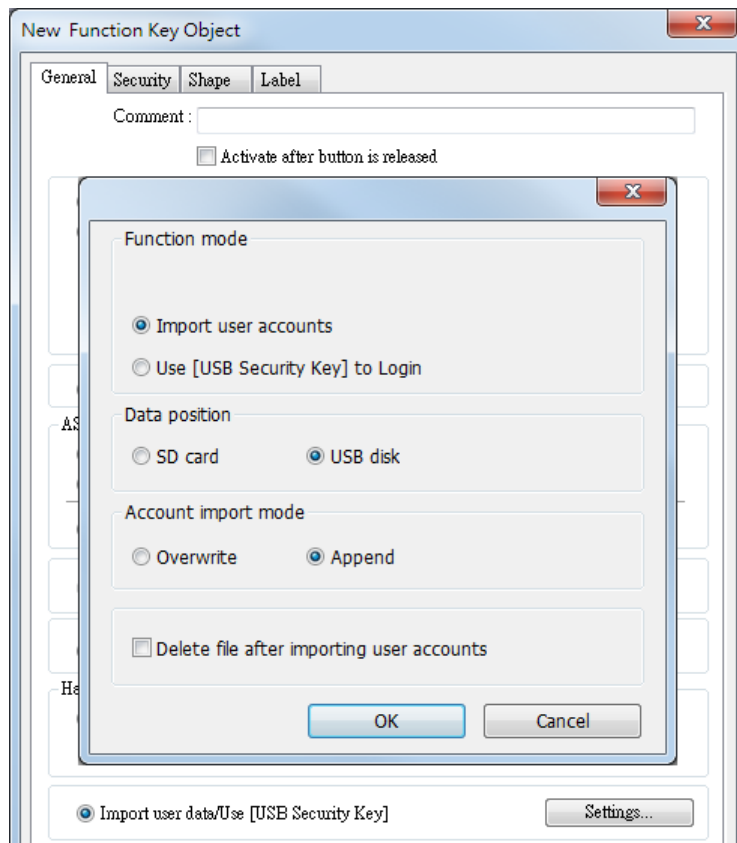 New Function Key Object
General Security Shape Label
Comment :
Activate after button is released
Function mode
Import user accounts
Use [USB Security Key] to Login
Data position
SD card USB disk
Account import mode
Overwrite Append
Delete file after importing user accounts
OK Cancel
Import user data/Use [USB Security Key] Settings...